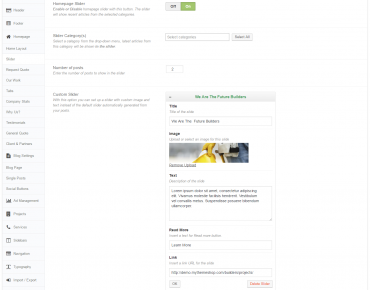 Header
Footer
Homepage
Home Layout
Slider
Request Quote
Our Work
Tabs
Company Stats
Why Us?
Testimonials
General Quote
Client & Partners
Blog Settings
Blog Page
Single Posts
Social Buttons
Ad Management
Projects
Services
Sidebars
Navigation
Typography
Import / Export
Homepage Slider
Enable or Disable homepage slider with this button. The slider will show recent articles from the selected categories.
Off
On
Slider Category(s)
Select a category from the drop-down menu, latest articles from this category will be shown in the slider
Select categories
Select All
Number of posts
Enter the number of posts to show in the slider
3
Custom Slider
With this option you can set up a slider with custom image and text instead of the default slider automatically generated from your posts.
We Are The Future Builders
Title
Title of the slide
We Are The Future Builders
Image
Upload or select an image for this slide
Remove Upload
Text
Description of the slide
Lorem ipsum dolor sit amet, consectetur adipiscing
elit. Vivamus molestie facilisis hendrerit. Vestibulum
vel convallis metus. Suspendisse posuere bibendum
ullamcorper.
Read More
Insert a text for Read more button
Learn More
Link
Insert a link URL for the slide
http://demo.mythemeshop.com/builders/projects/
Delete Slide